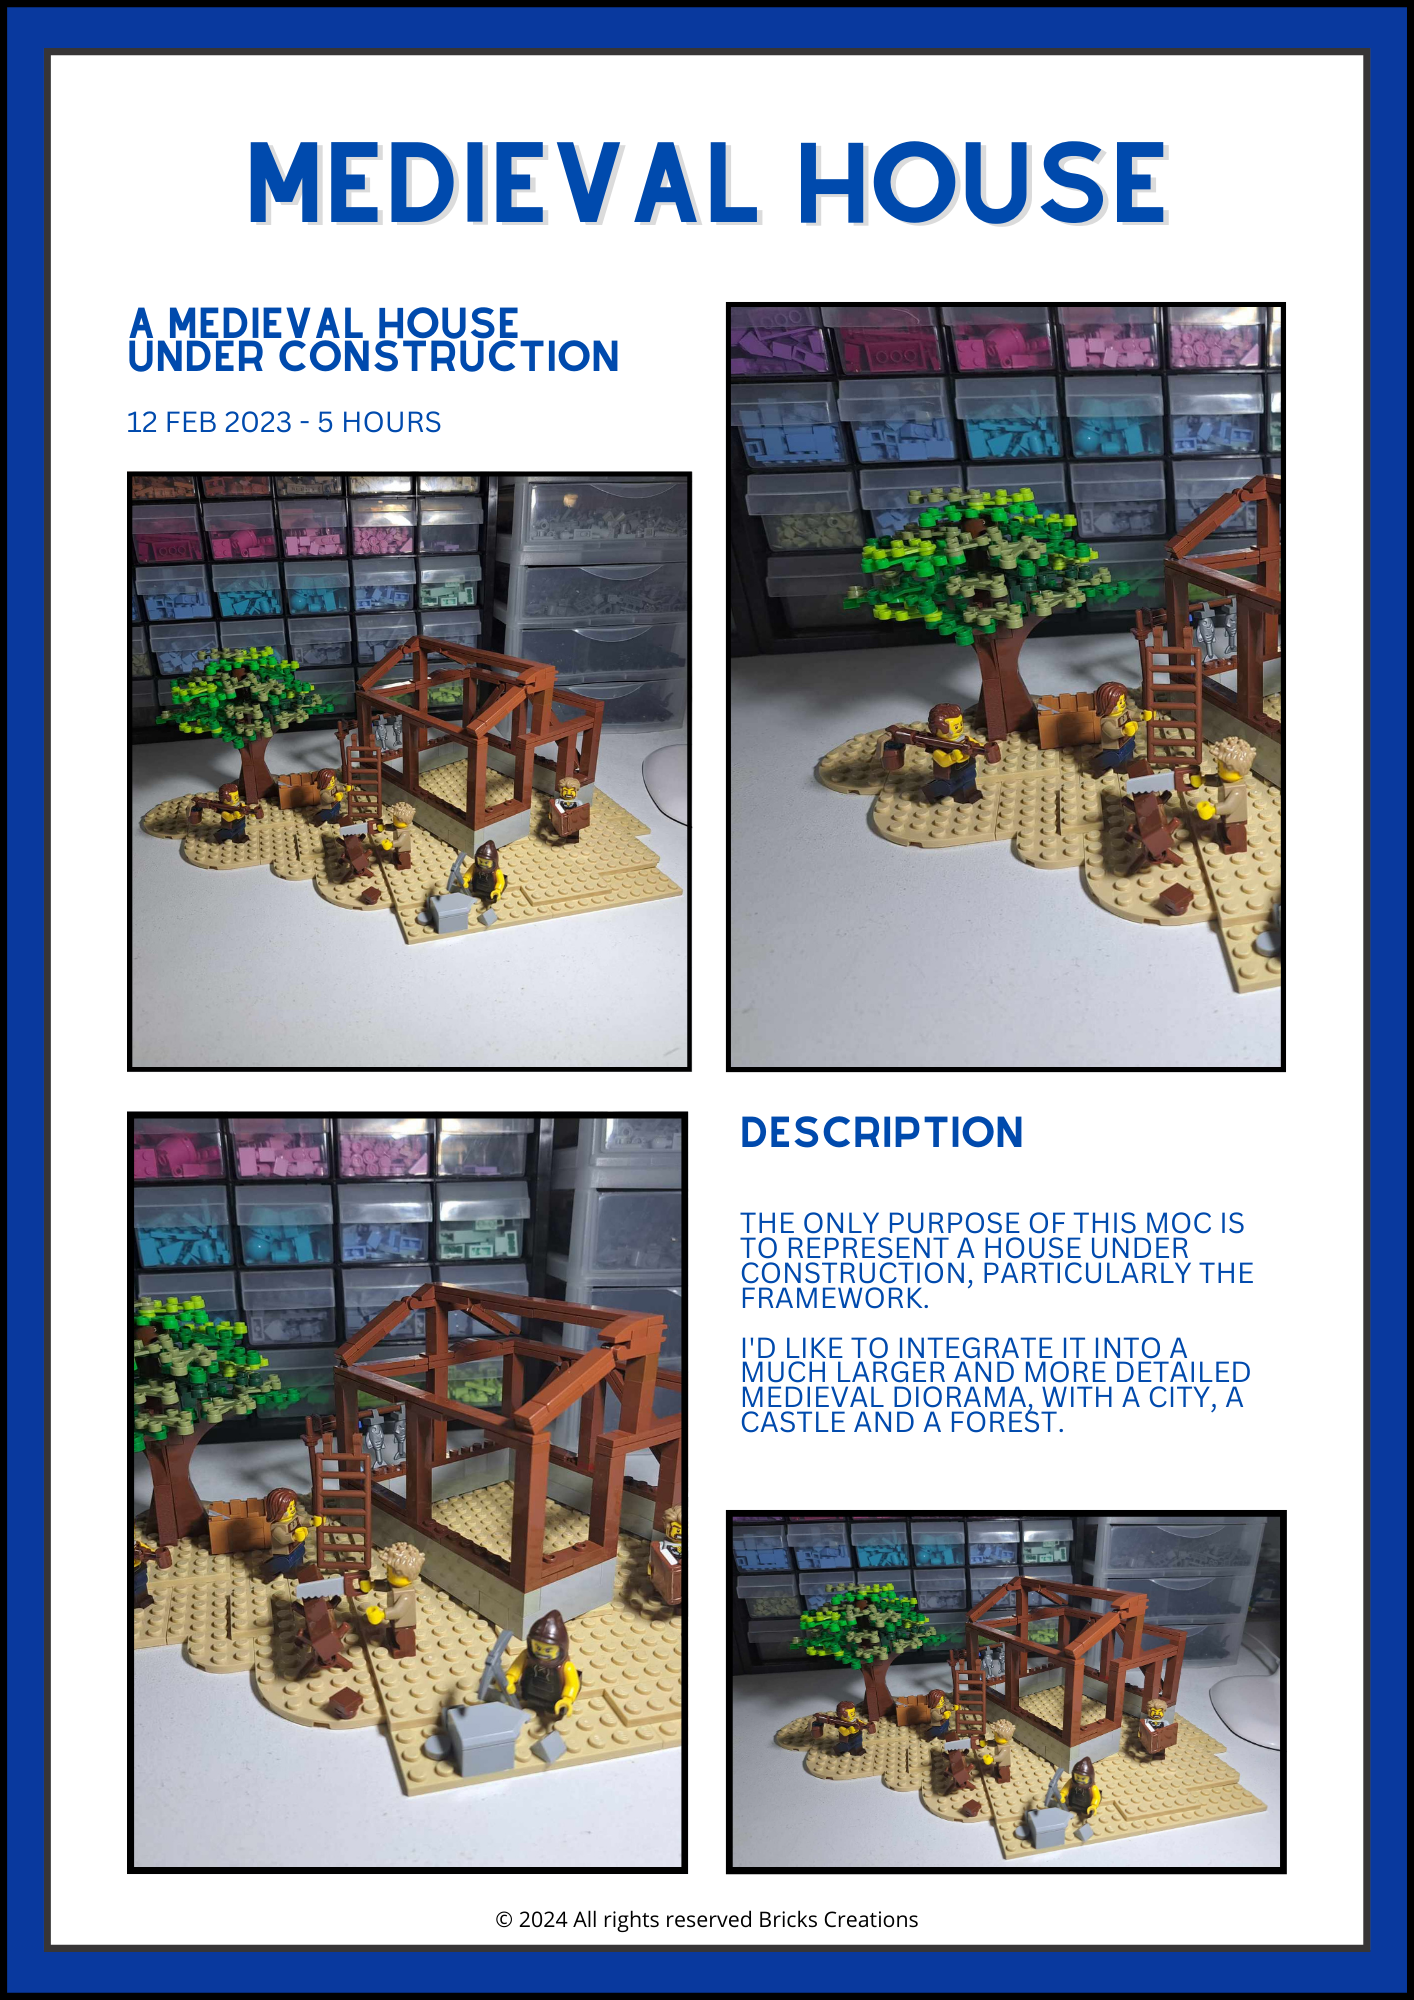 MEDIEVAL HOUSE
A MEDIEVAL HOUSE
UNDER CONSTRUCTION
12 FEB 2023 - 5 HOURS
DESCRIPTION
THE ONLY PURPOSE OF THIS MOC IS
TO REPRESENT A HOUSE UNDER
CONSTRUCTION, PARTICULARLY THE
FRAMEWORK.
I'D LIKE TO INTEGRATE IT INTO A
MUCH LARGER AND MORE DETAILED
MEDIEVAL DIORAMA, WITH A CITY, A
CASTLE AND A FOREST.
© 2024 All rights reserved Bricks Creations